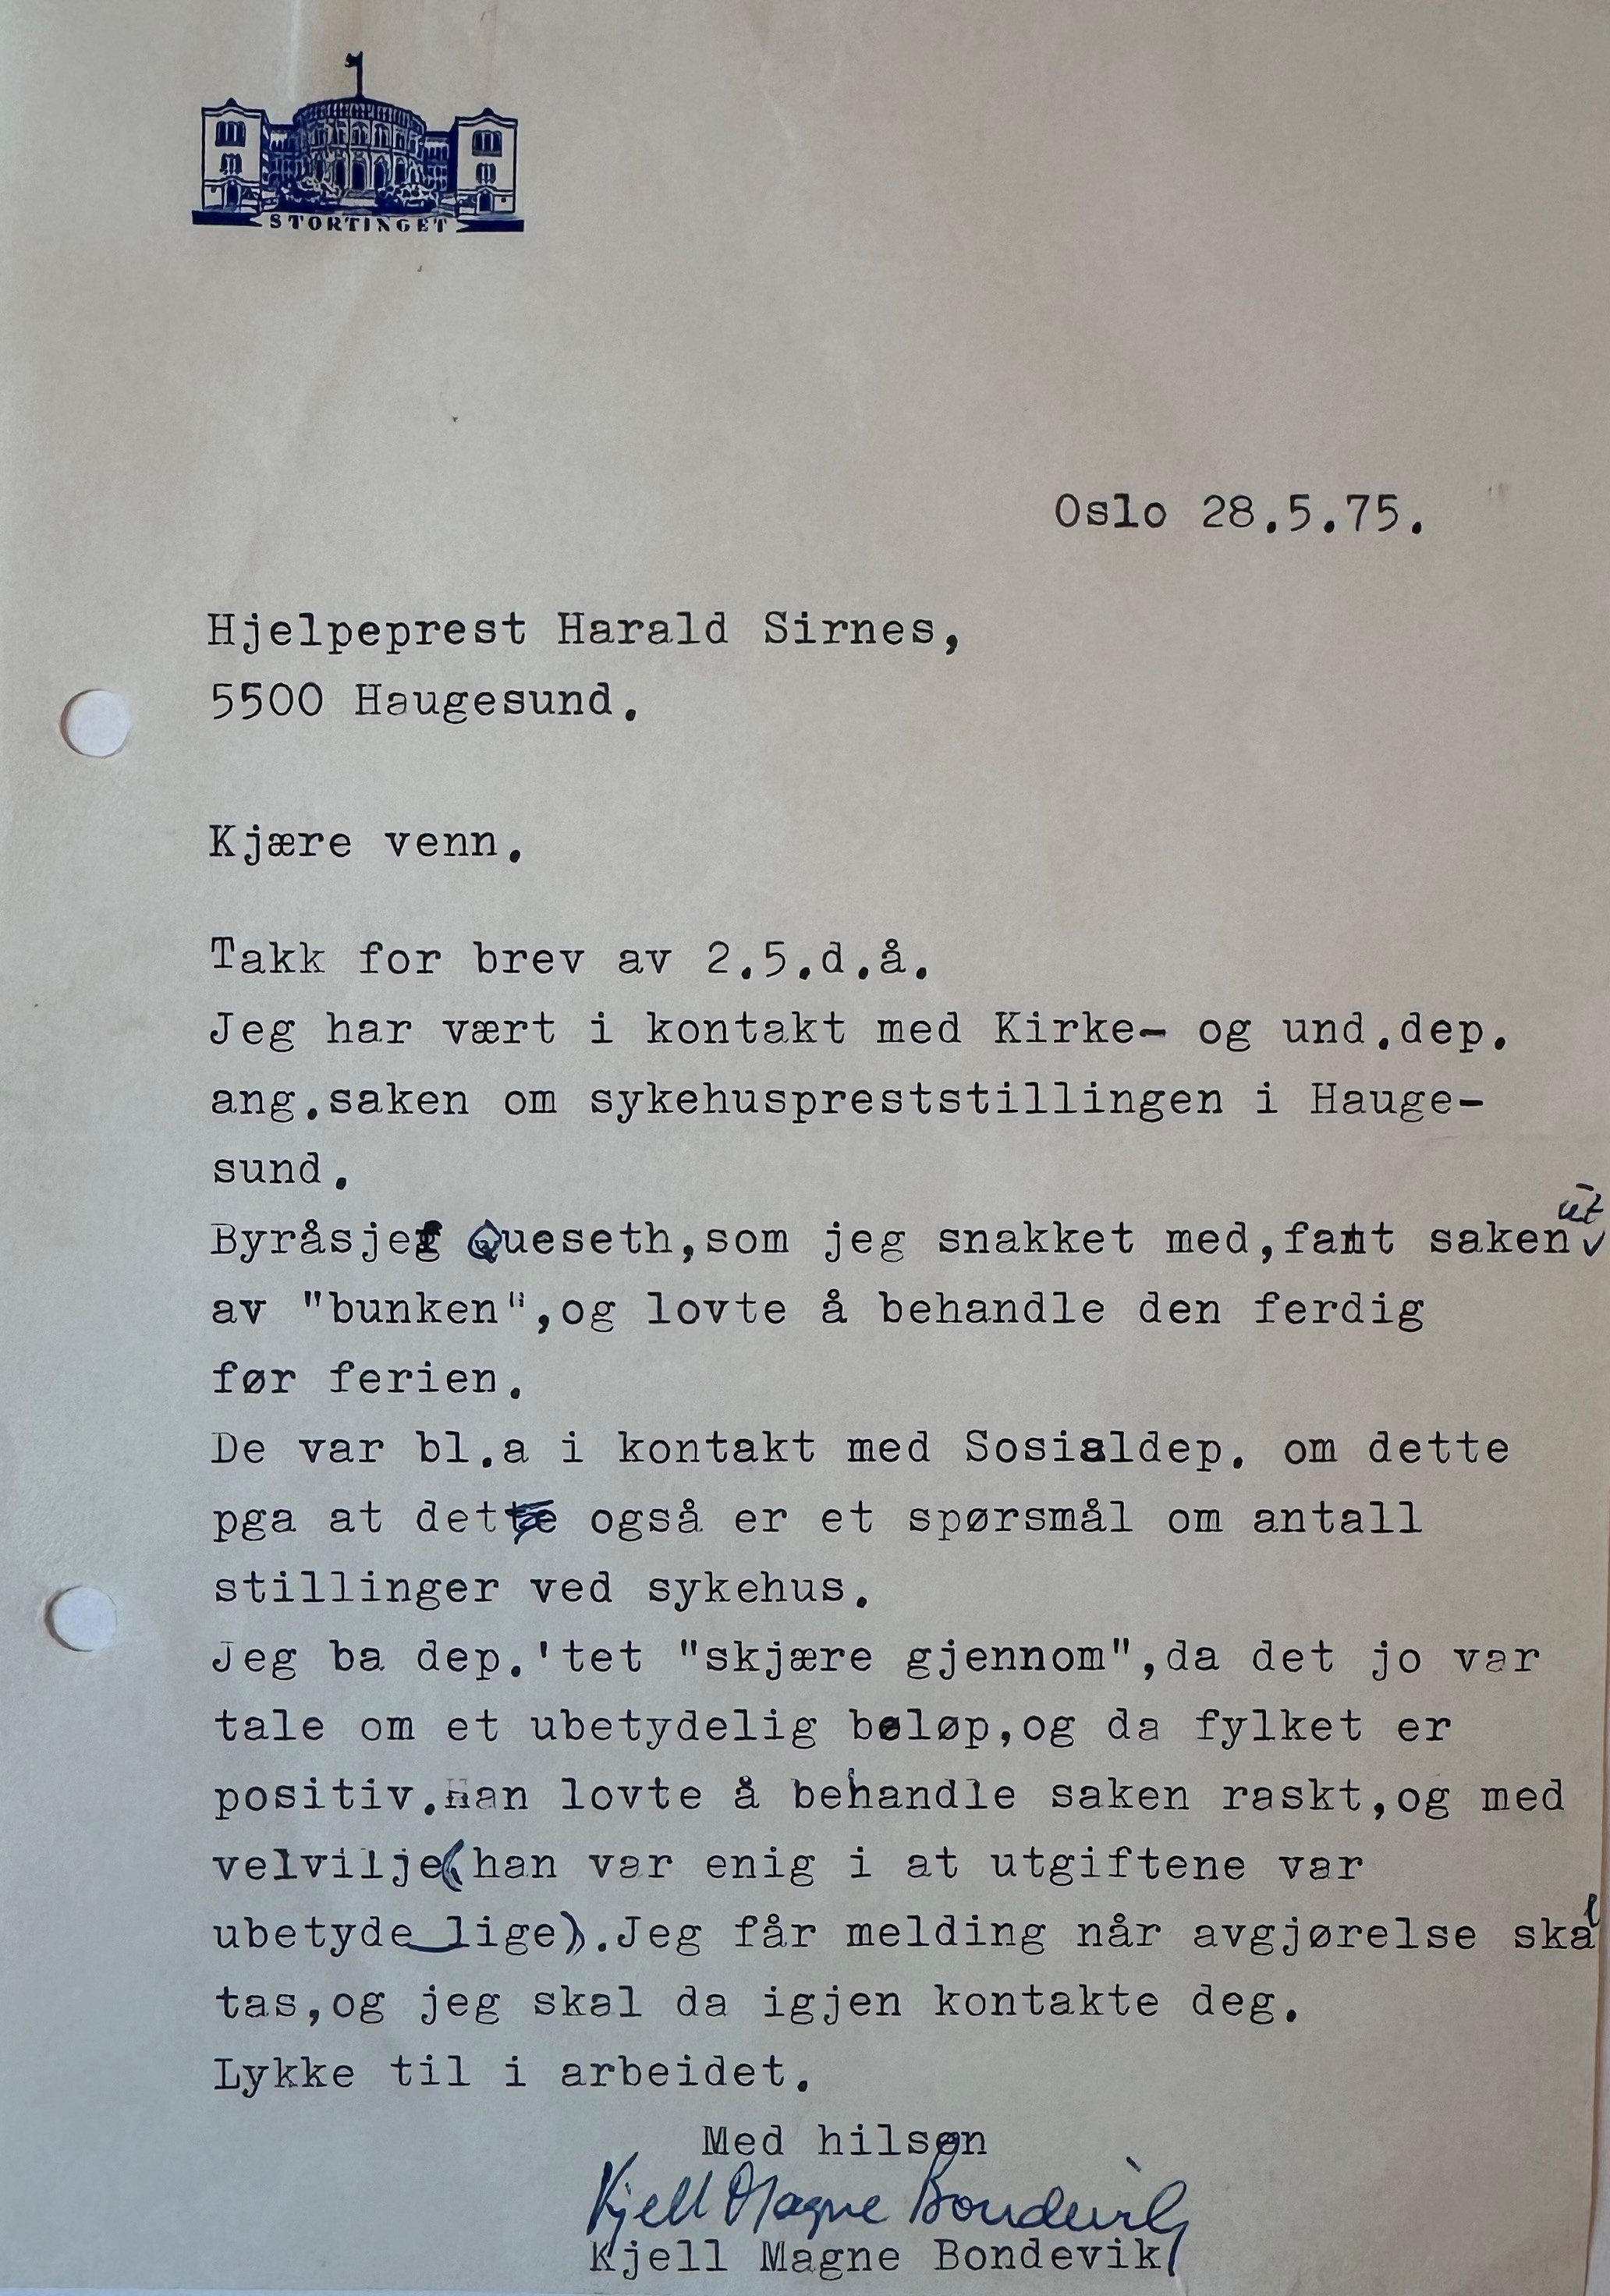 STORTINGET
Oslo 28.5.75.
Hjelpeprest Harald Sirnes,
5500 Haugesund.
Kjære venn.
Takk for brev av 2.5.d.å.
Jeg har vært i kontakt med Kirke- og und.dep.
ang.saken om sykehuspreststillingen i Hauge-
sund.
Byråsjef Queseth,som jeg snakket med,fant saken ut
av "bunken",og lovte å behandle den ferdig
før ferien.
De var bl.a i kontakt med Sosialdep. om dette
pga at det også er et spørsmål om antall
stillinger ved sykehus.
Jeg ba dep.'tet "skjære gjennom",da det jo var
tale om et ubetydelig beløp,og da fylket er
positiv.Han lovte å behandle saken raskt,og med
velvilje(han var enig i at utgiftene var
ubetydelige).Jeg får melding når avgjørelse skal
tas,og jeg skal da igjen kontakte deg.
Lykke til i arbeidet.
Med hilsen
Kjell Magne Bondevik
Kjell Magne Bondevik